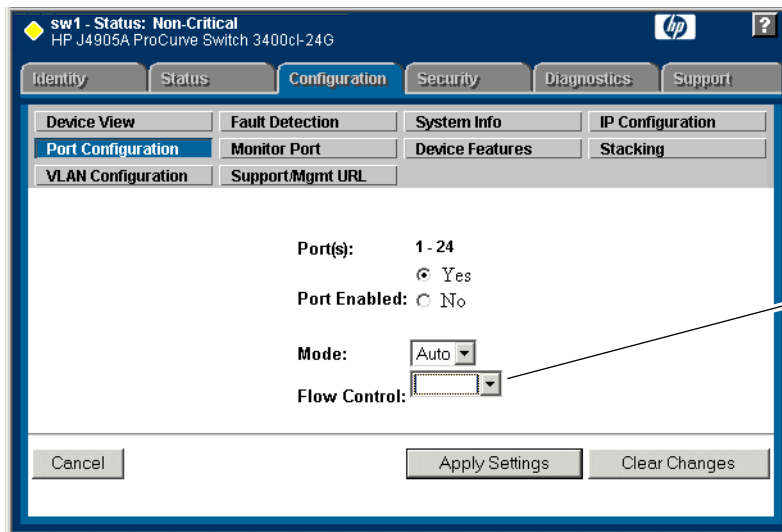 sw1 - Status: Non-Critical
HP J4905A ProCurve Switch 3400cl-24G
hp
?
Identity Status Configuration Security Diagnostics Support
Device View Fault Detection System Info IP Configuration
Port Configuration Monitor Port Device Features Stacking
VLAN Configuration Support/Mgmt URL
Port(s): 1 - 24
Yes
Port Enabled: No
Mode: Auto
Flow Control:
Cancel Apply Settings Clear Changes